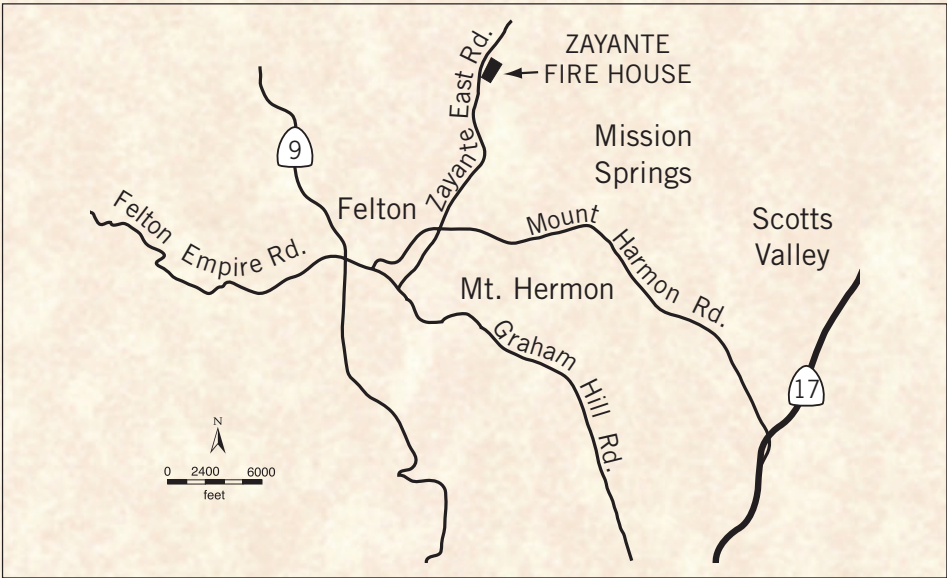 ZAYANTE
FIRE HOUSE
Zayante East Rd.
Mission
Springs
9
Felton
Felton Empire Rd.
Mount Harmon Rd.
Scotts
Valley
Mt. Hermon
Graham Hill Rd.
17
N
0 2400 6000
feet